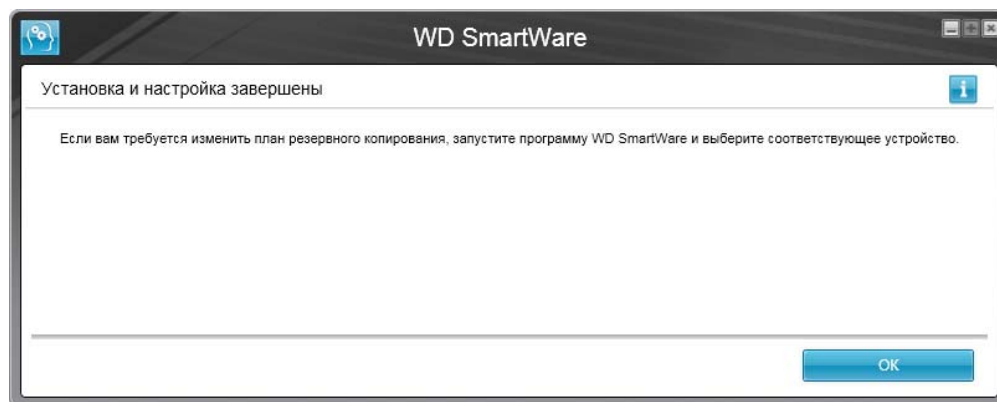 WD SmartWare
Установка и настройка завершены
Если вам требуется изменить план резервного копирования, запустите программу WD SmartWare и выберите соответствующее устройство.
OK